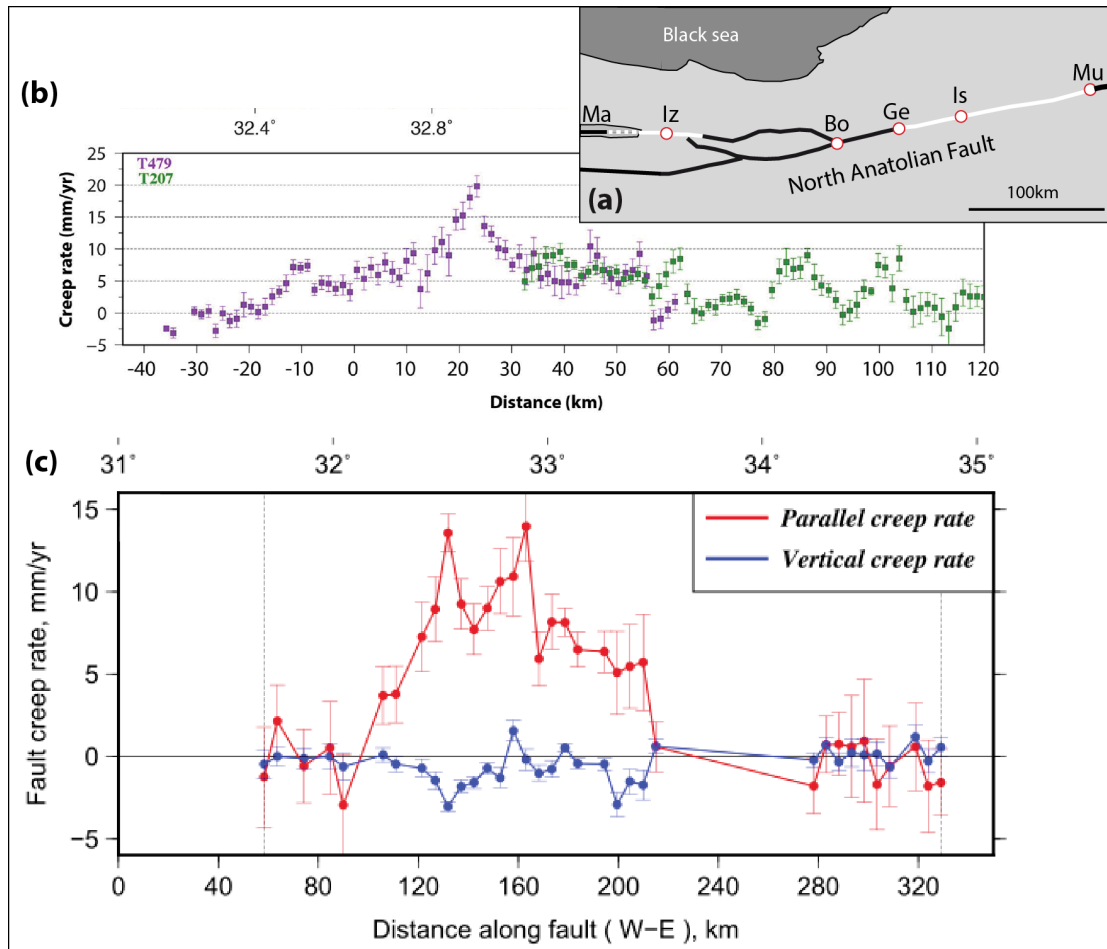 Black sea
Ma
Iz
Bo
Ge
Is
Mu
North Anatolian Fault
(a)
100km
(b)
32.4° 32.8°
T479
T207
Creep rate (mm/yr)
25
20
15
10
5
0
-5
-40 -30 -20 -10 0 10 20 30 40 50 60 70 80 90 100 110 120
Distance (km)
(c)
31° 32° 33° 34° 35°
Parallel creep rate
Vertical creep rate
Fault creep rate, mm/yr
15
10
5
0
−5
0 40 80 120 160 200 240 280 320
Distance along fault ( W−E ), km